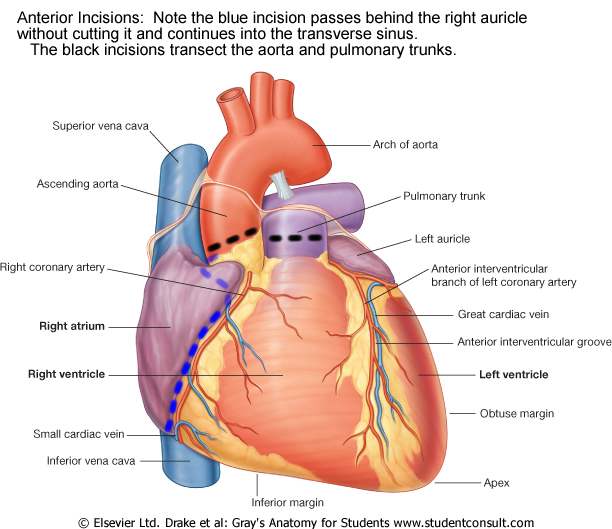 Anterior Incisions:  Note the blue incision passes behind the right auricle
without cutting it and continues into the transverse sinus.
The black incisions transect the aorta and pulmonary trunks.
Superior vena cava
Arch of aorta
Ascending aorta
Pulmonary trunk
Left auricle
Right coronary artery
Anterior interventricular
branch of left coronary artery
Great cardiac vein
Right atrium
Anterior interventricular groove
Right ventricle
Left ventricle
Obtuse margin
Small cardiac vein
Inferior vena cava
Apex
Inferior margin
© Elsevier Ltd. Drake et al: Gray's Anatomy for Students www.studentconsult.com